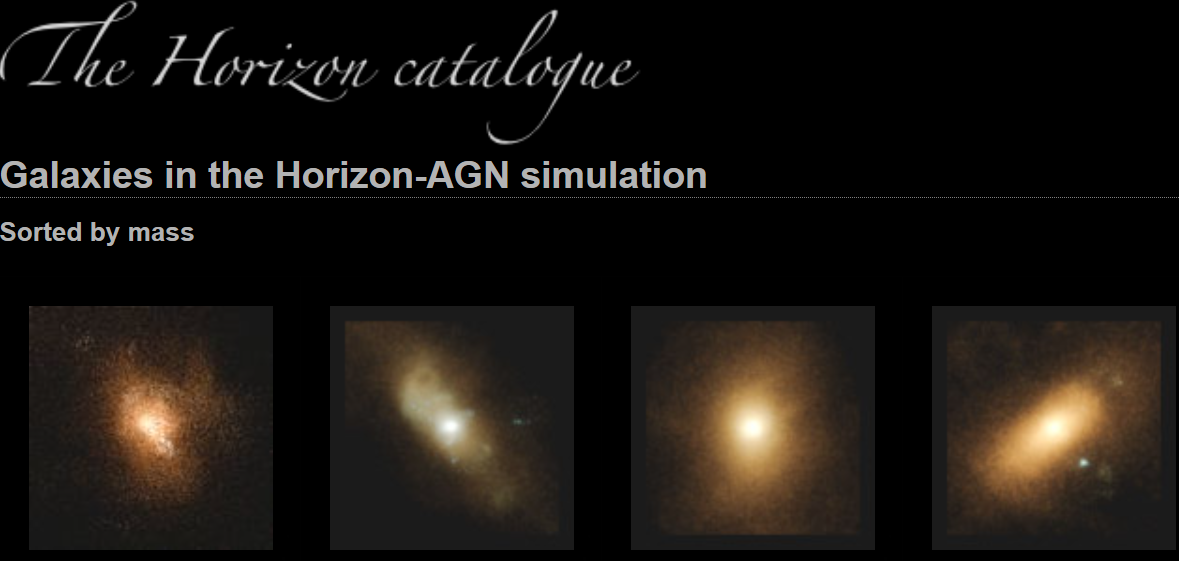 The Horizon catalogue
Galaxies in the Horizon-AGN simulation
Sorted by mass